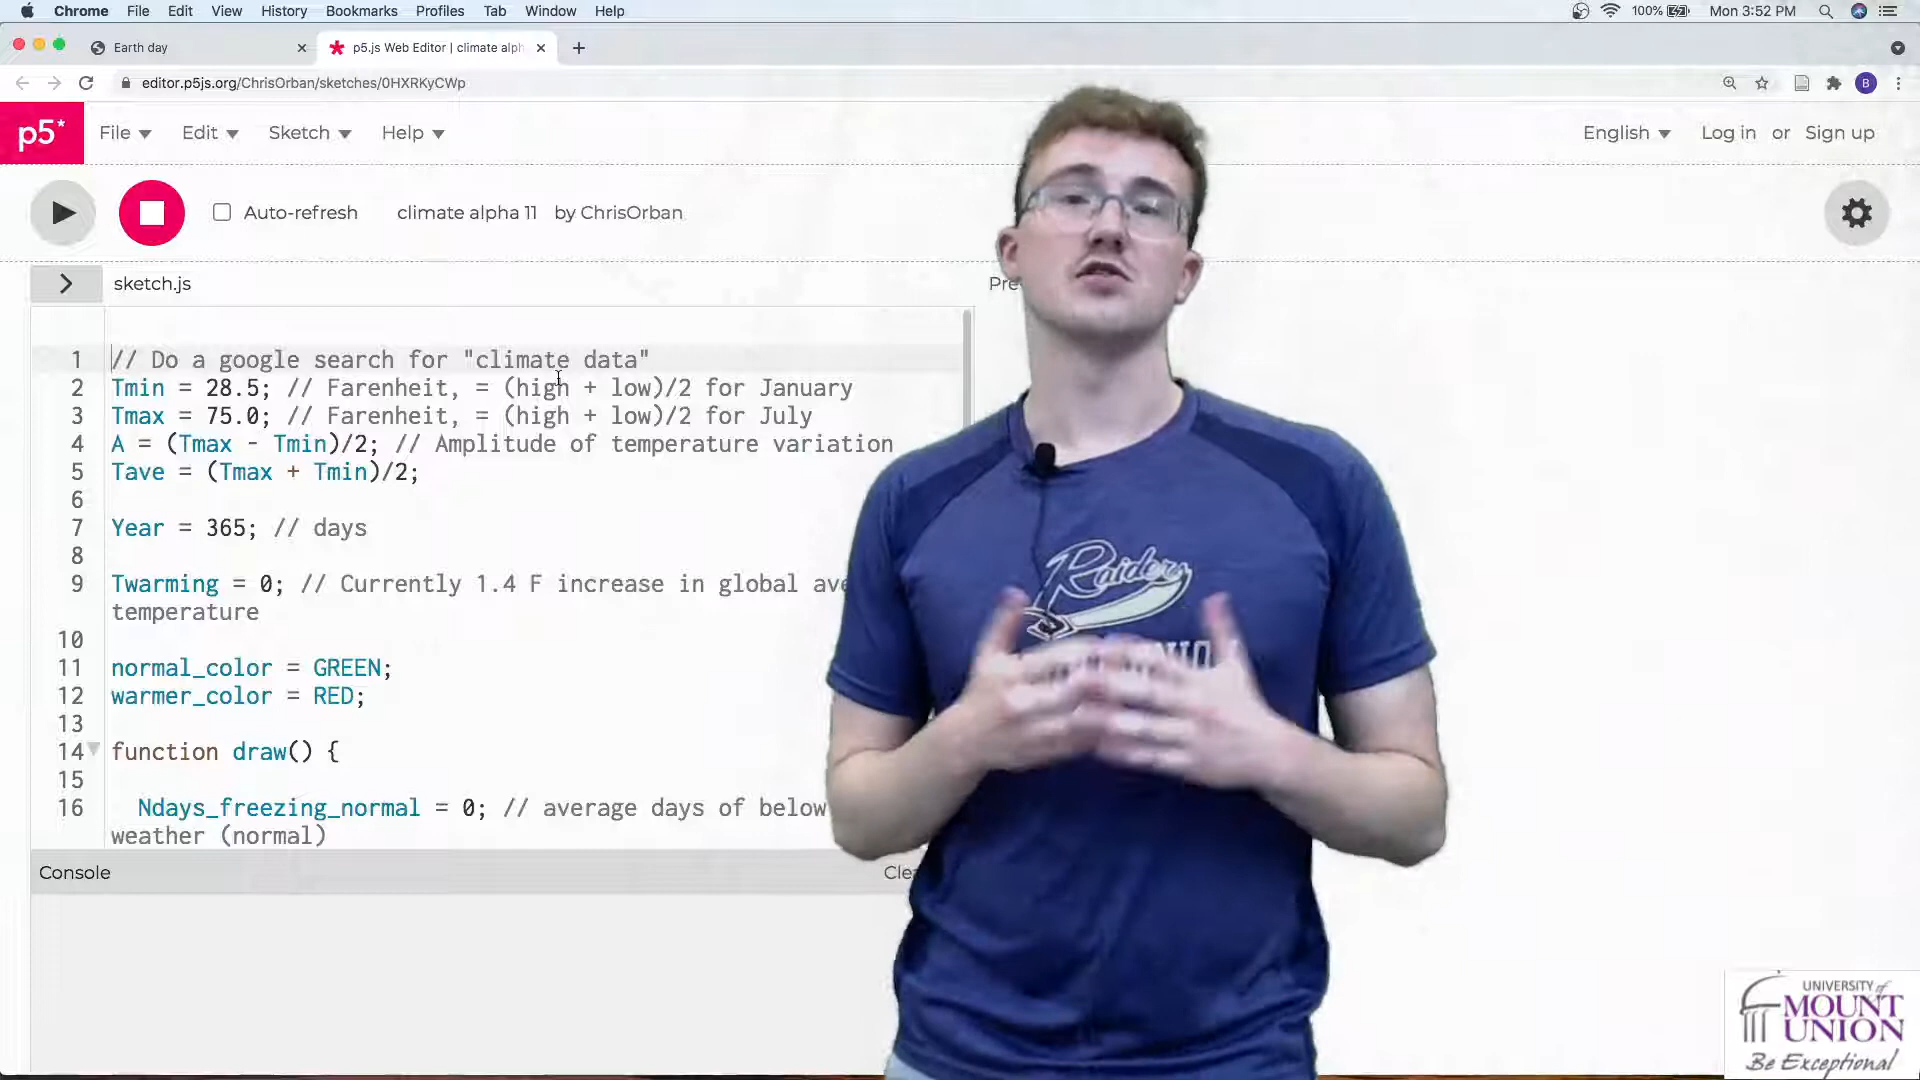 Chrome File Edit View History Bookmarks Profiles Tab Window Help 100% Mon 3:52 PM
Earth day p5.js Web Editor | climate alph
editor.p5js.org/ChrisOrban/sketches/0HXRKyCWp B
p5* File Edit Sketch Help English Log in or Sign up
Auto-refresh climate alpha 11 by ChrisOrban
sketch.js Pre
1 // Do a google search for "climate data"
2 Tmin = 28.5; // Farenheit, = (high + low)/2 for January
3 Tmax = 75.0; // Farenheit, = (high + low)/2 for July
4 A = (Tmax - Tmin)/2; // Amplitude of temperature variation
5 Tave = (Tmax + Tmin)/2;
6
7 Year = 365; // days
8
9 Twarming = 0; // Currently 1.4 F increase in global ave
temperature
10
11 normal_color = GREEN;
12 warmer_color = RED;
13
14 function draw() {
15
16 Ndays_freezing_normal = 0; // average days of below
weather (normal)
Console Clea
Raiders
UNIVERSITY of
MOUNT
UNION
Be Exceptional